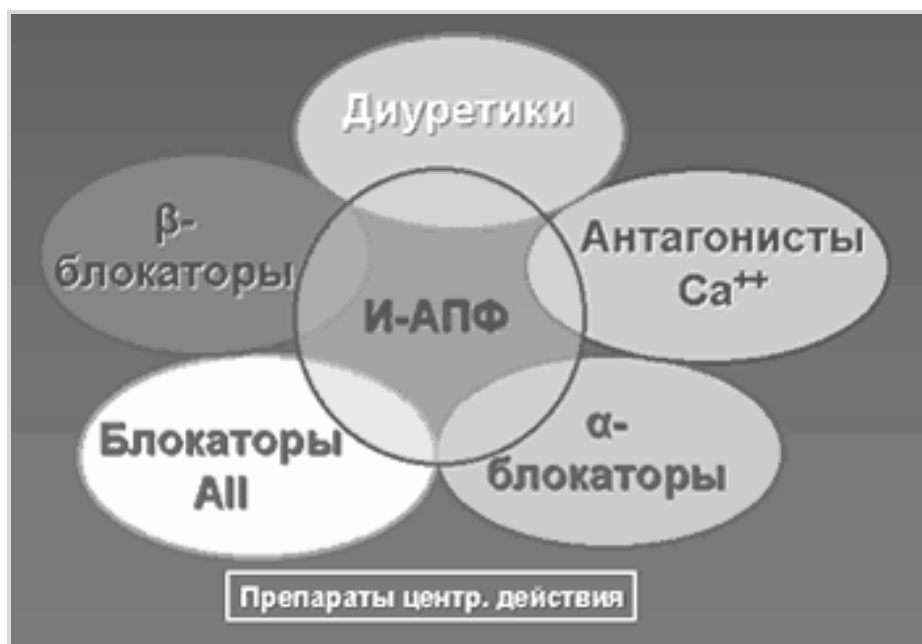 Диуретики
β-
блокаторы
Антагонисты
Ca⁺⁺
И-АПФ
Блокаторы
AII
α-
блокаторы
Препараты центр. действия